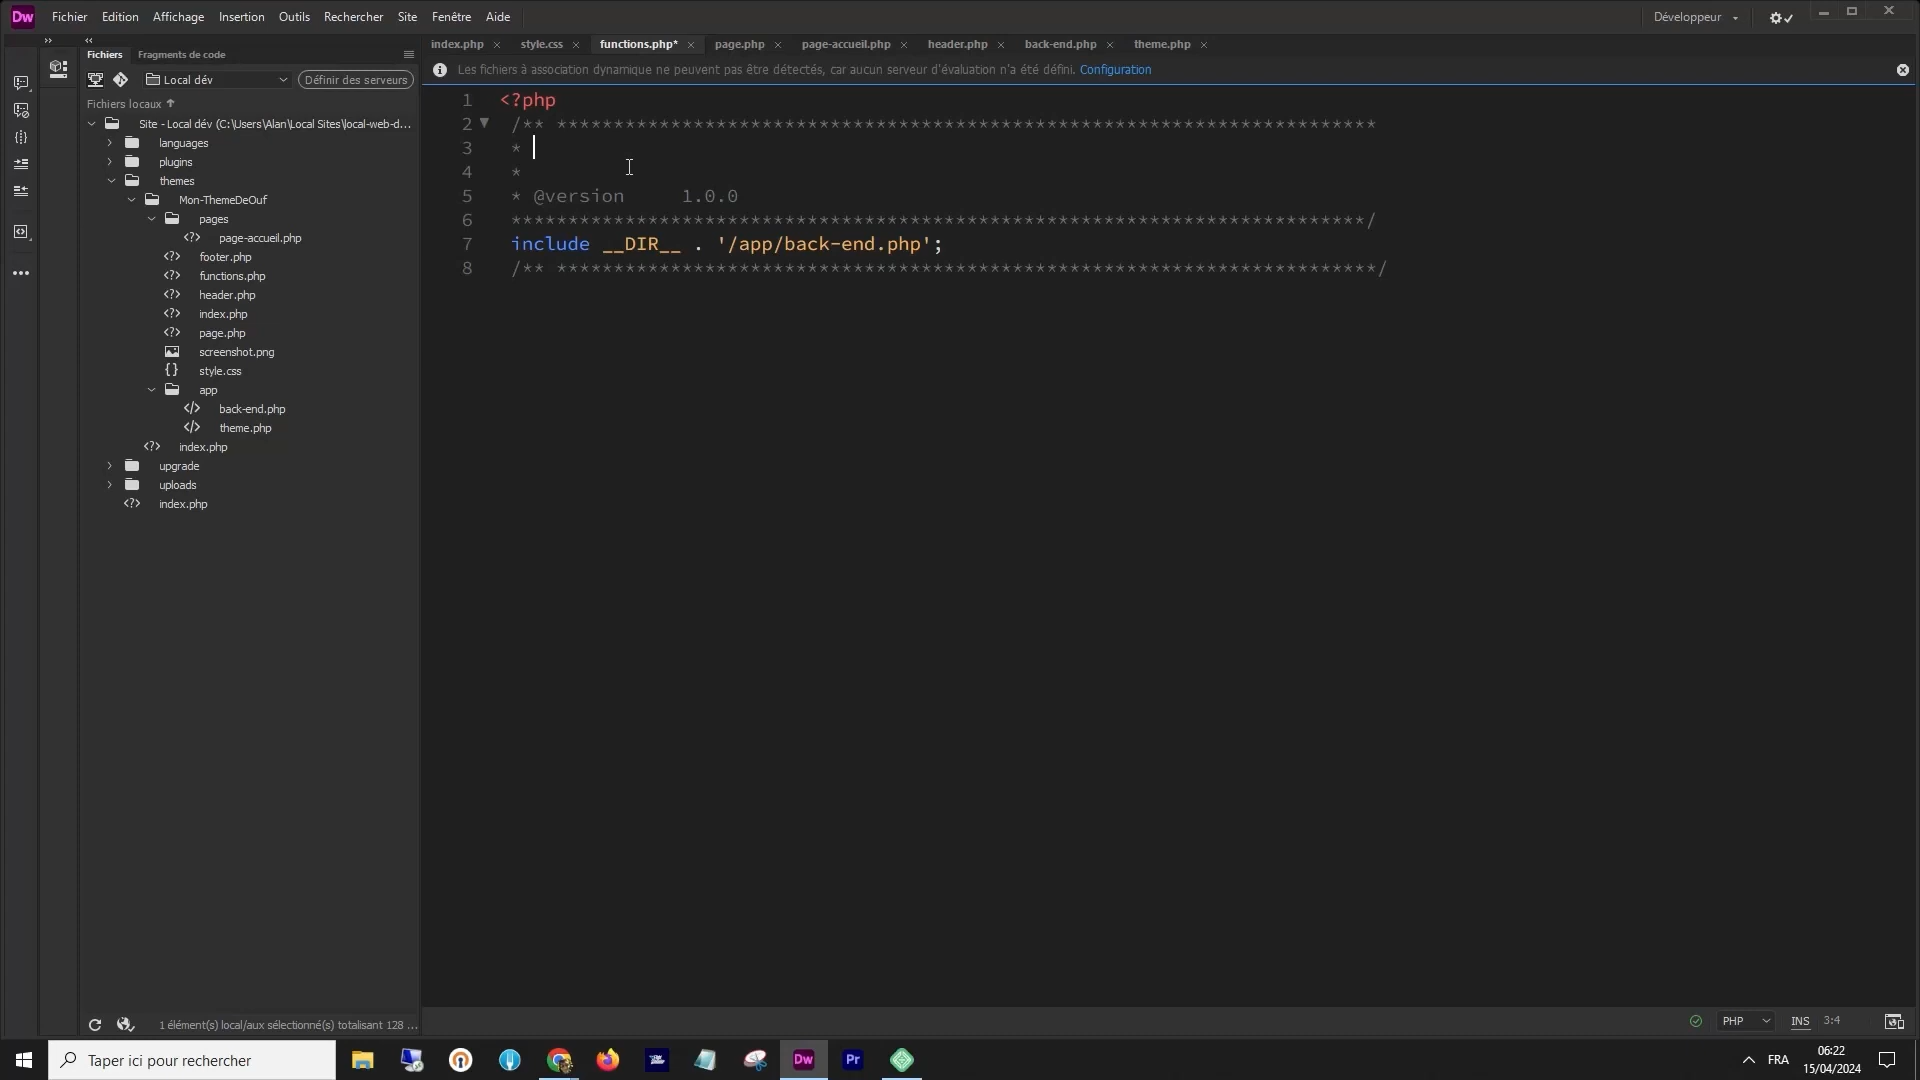 Dw Fichier Edition Affichage Insertion Outils Rechercher Site Fenêtre Aide Développeur
Fichiers Fragments de code
Local dév Définir des serveurs
Fichiers locaux
Site - Local dév (C:\Users\Alan\Local Sites\local-web-d...
languages
plugins
themes
Mon-ThemeDeOuf
pages
page-accueil.php
footer.php
functions.php
header.php
index.php
page.php
screenshot.png
style.css
app
back-end.php
theme.php
index.php
upgrade
uploads
index.php
1 élément(s) local/aux sélectionné(s) totalisant 128 ...
index.php style.css functions.php* page.php page-accueil.php header.php back-end.php theme.php
Les fichiers à association dynamique ne peuvent pas être détectés, car aucun serveur d'évaluation n'a été défini. Configuration
1 <?php
2 /** ************************************************************************
3 *
4 *
5 * @version 1.0.0
6 ***************************************************************************/
7 include __DIR__ . '/app/back-end.php';
8 /** ************************************************************************/
PHP INS 3:4
Taper ici pour rechercher
Dw
Pr
FRA
06:22
15/04/2024